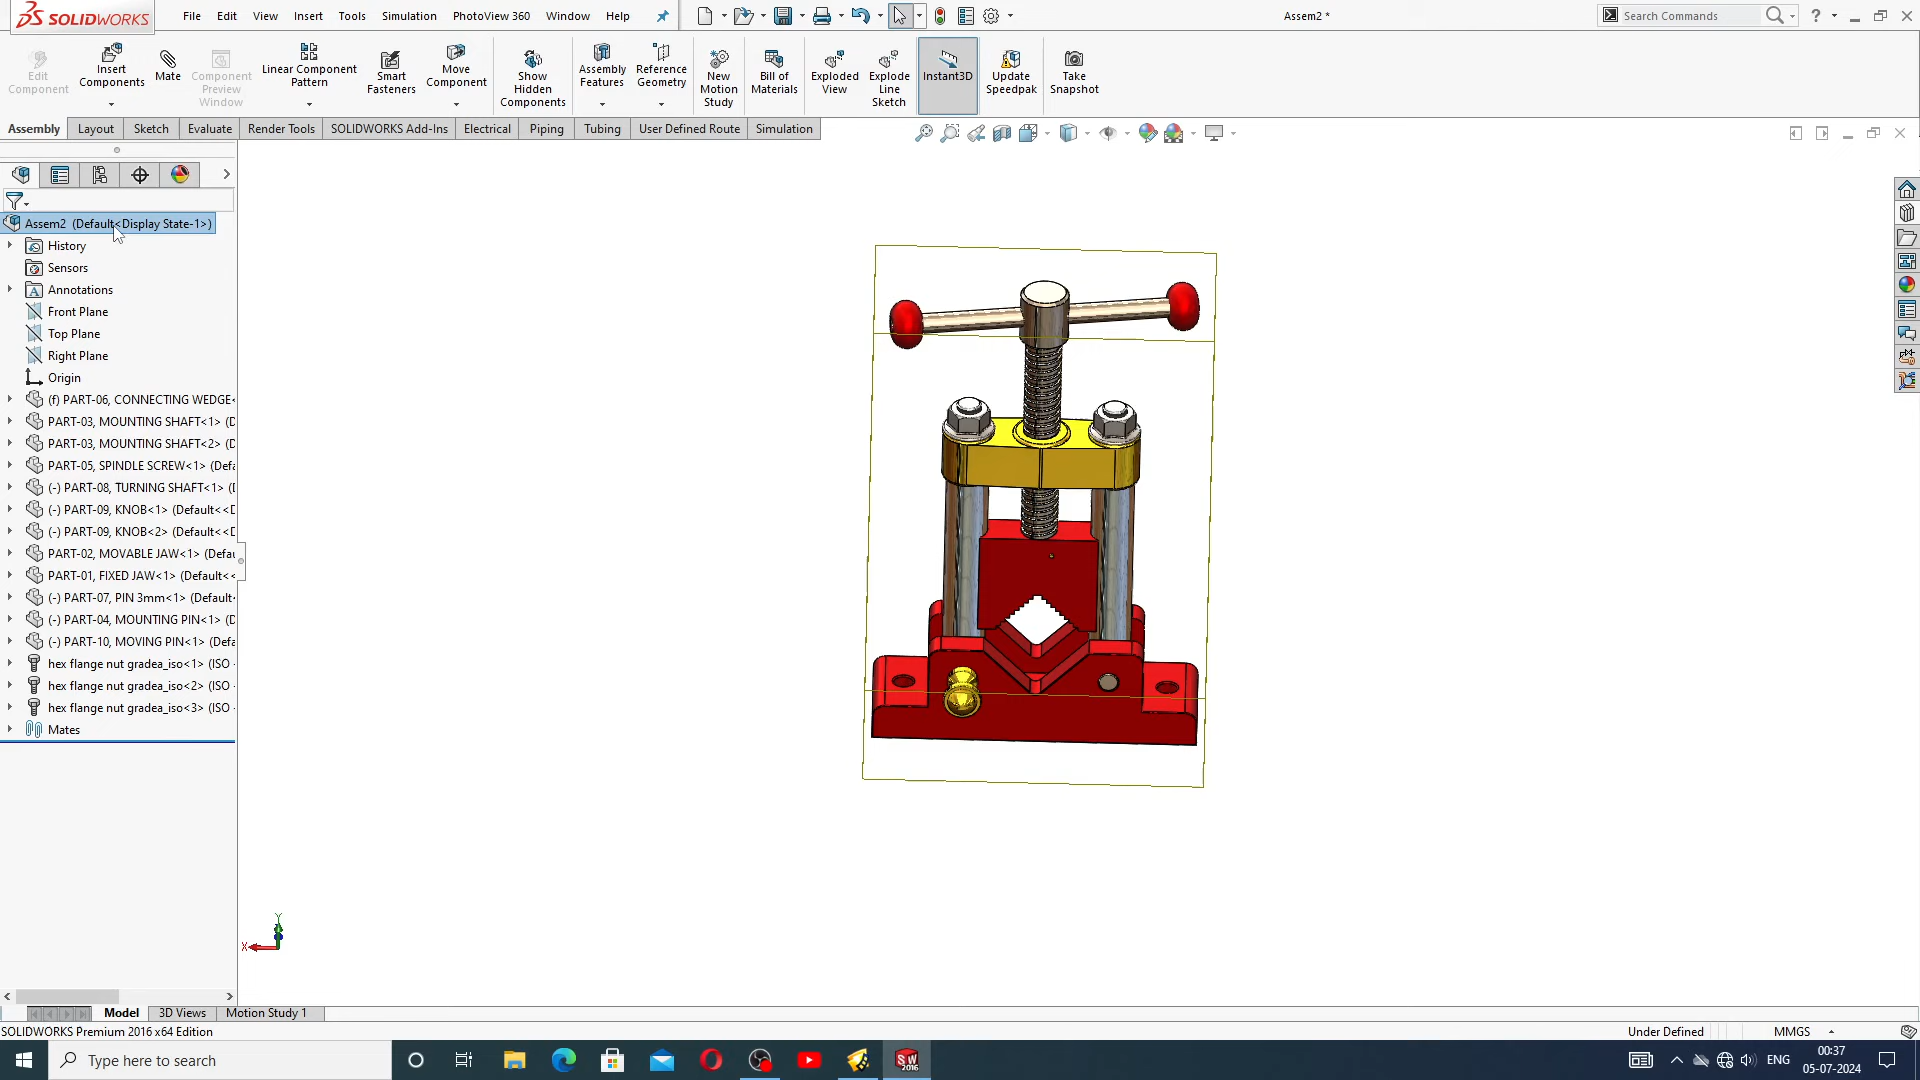 SOLIDWORKS File Edit View Insert Tools Simulation PhotoView 360 Window Help Assem2 * Search Commands
Edit Component
Insert Components
Mate
Component Preview Window
Linear Component Pattern
Smart Fasteners
Move Component
Show Hidden Components
Assembly Features
Reference Geometry
New Motion Study
Bill of Materials
Exploded View
Explode Line Sketch
Instant3D
Update Speedpak
Take Snapshot
Assembly Layout Sketch Evaluate Render Tools SOLIDWORKS Add-Ins Electrical Piping Tubing User Defined Route Simulation
Assem2 (Default<Display State-1>)
History
Sensors
Annotations
Front Plane
Top Plane
Right Plane
Origin
(f) PART-06, CONNECTING WEDGE<
PART-03, MOUNTING SHAFT<1> (D
PART-03, MOUNTING SHAFT<2> (D
PART-05, SPINDLE SCREW<1> (Defa
(-) PART-08, TURNING SHAFT<1> (D
(-) PART-09, KNOB<1> (Default<<D
(-) PART-09, KNOB<2> (Default<<D
PART-02, MOVABLE JAW<1> (Defau
PART-01, FIXED JAW<1> (Default<<
(-) PART-07, PIN 3mm<1> (Default<
(-) PART-04, MOUNTING PIN<1> (D
(-) PART-10, MOVING PIN<1> (Defa
hex flange nut gradea_iso<1> (ISO -
hex flange nut gradea_iso<2> (ISO -
hex flange nut gradea_iso<3> (ISO -
Mates
Y
X
Model 3D Views Motion Study 1
SOLIDWORKS Premium 2016 x64 Edition Under Defined MMGS
Type here to search SW 2016 ENG 00:37
05-07-2024